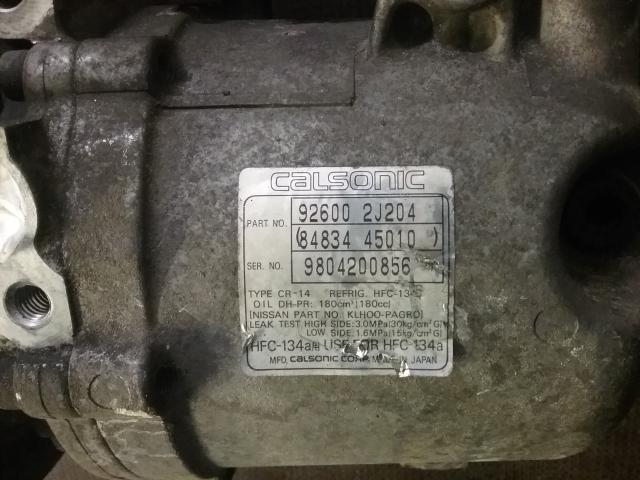 CALSONIC
PART NO. 92600 2J204
(84834 45010 )
SER. NO. 9804200856
TYPE CR-14 REFRIG. HFC-134
OIL DH-PR: 180cm³ (180cc)
(NISSAN PART NO. KLH00-PAGR0)
LEAK TEST HIGH SIDE: 3.0MPa(30kg/cm²G)
LOW SIDE: 1.6MPa(15kg/cm²G)
HFC-134a用 USE FOR HFC-134a
MFD. CALSONIC CORP. MADE IN JAPAN